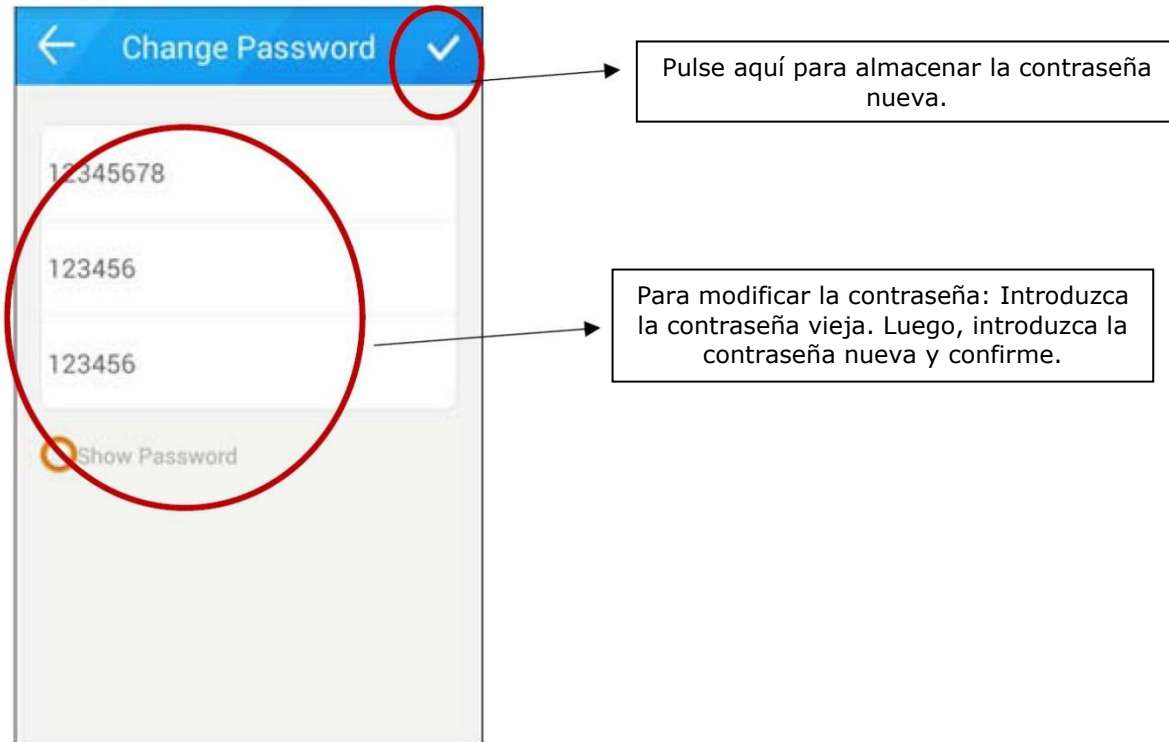 Change Password
Pulse aquí para almacenar la contraseña
nueva.
12345678
123456
Para modificar la contraseña: Introduzca
la contraseña vieja. Luego, introduzca la
contraseña nueva y confirme.
123456
Show Password